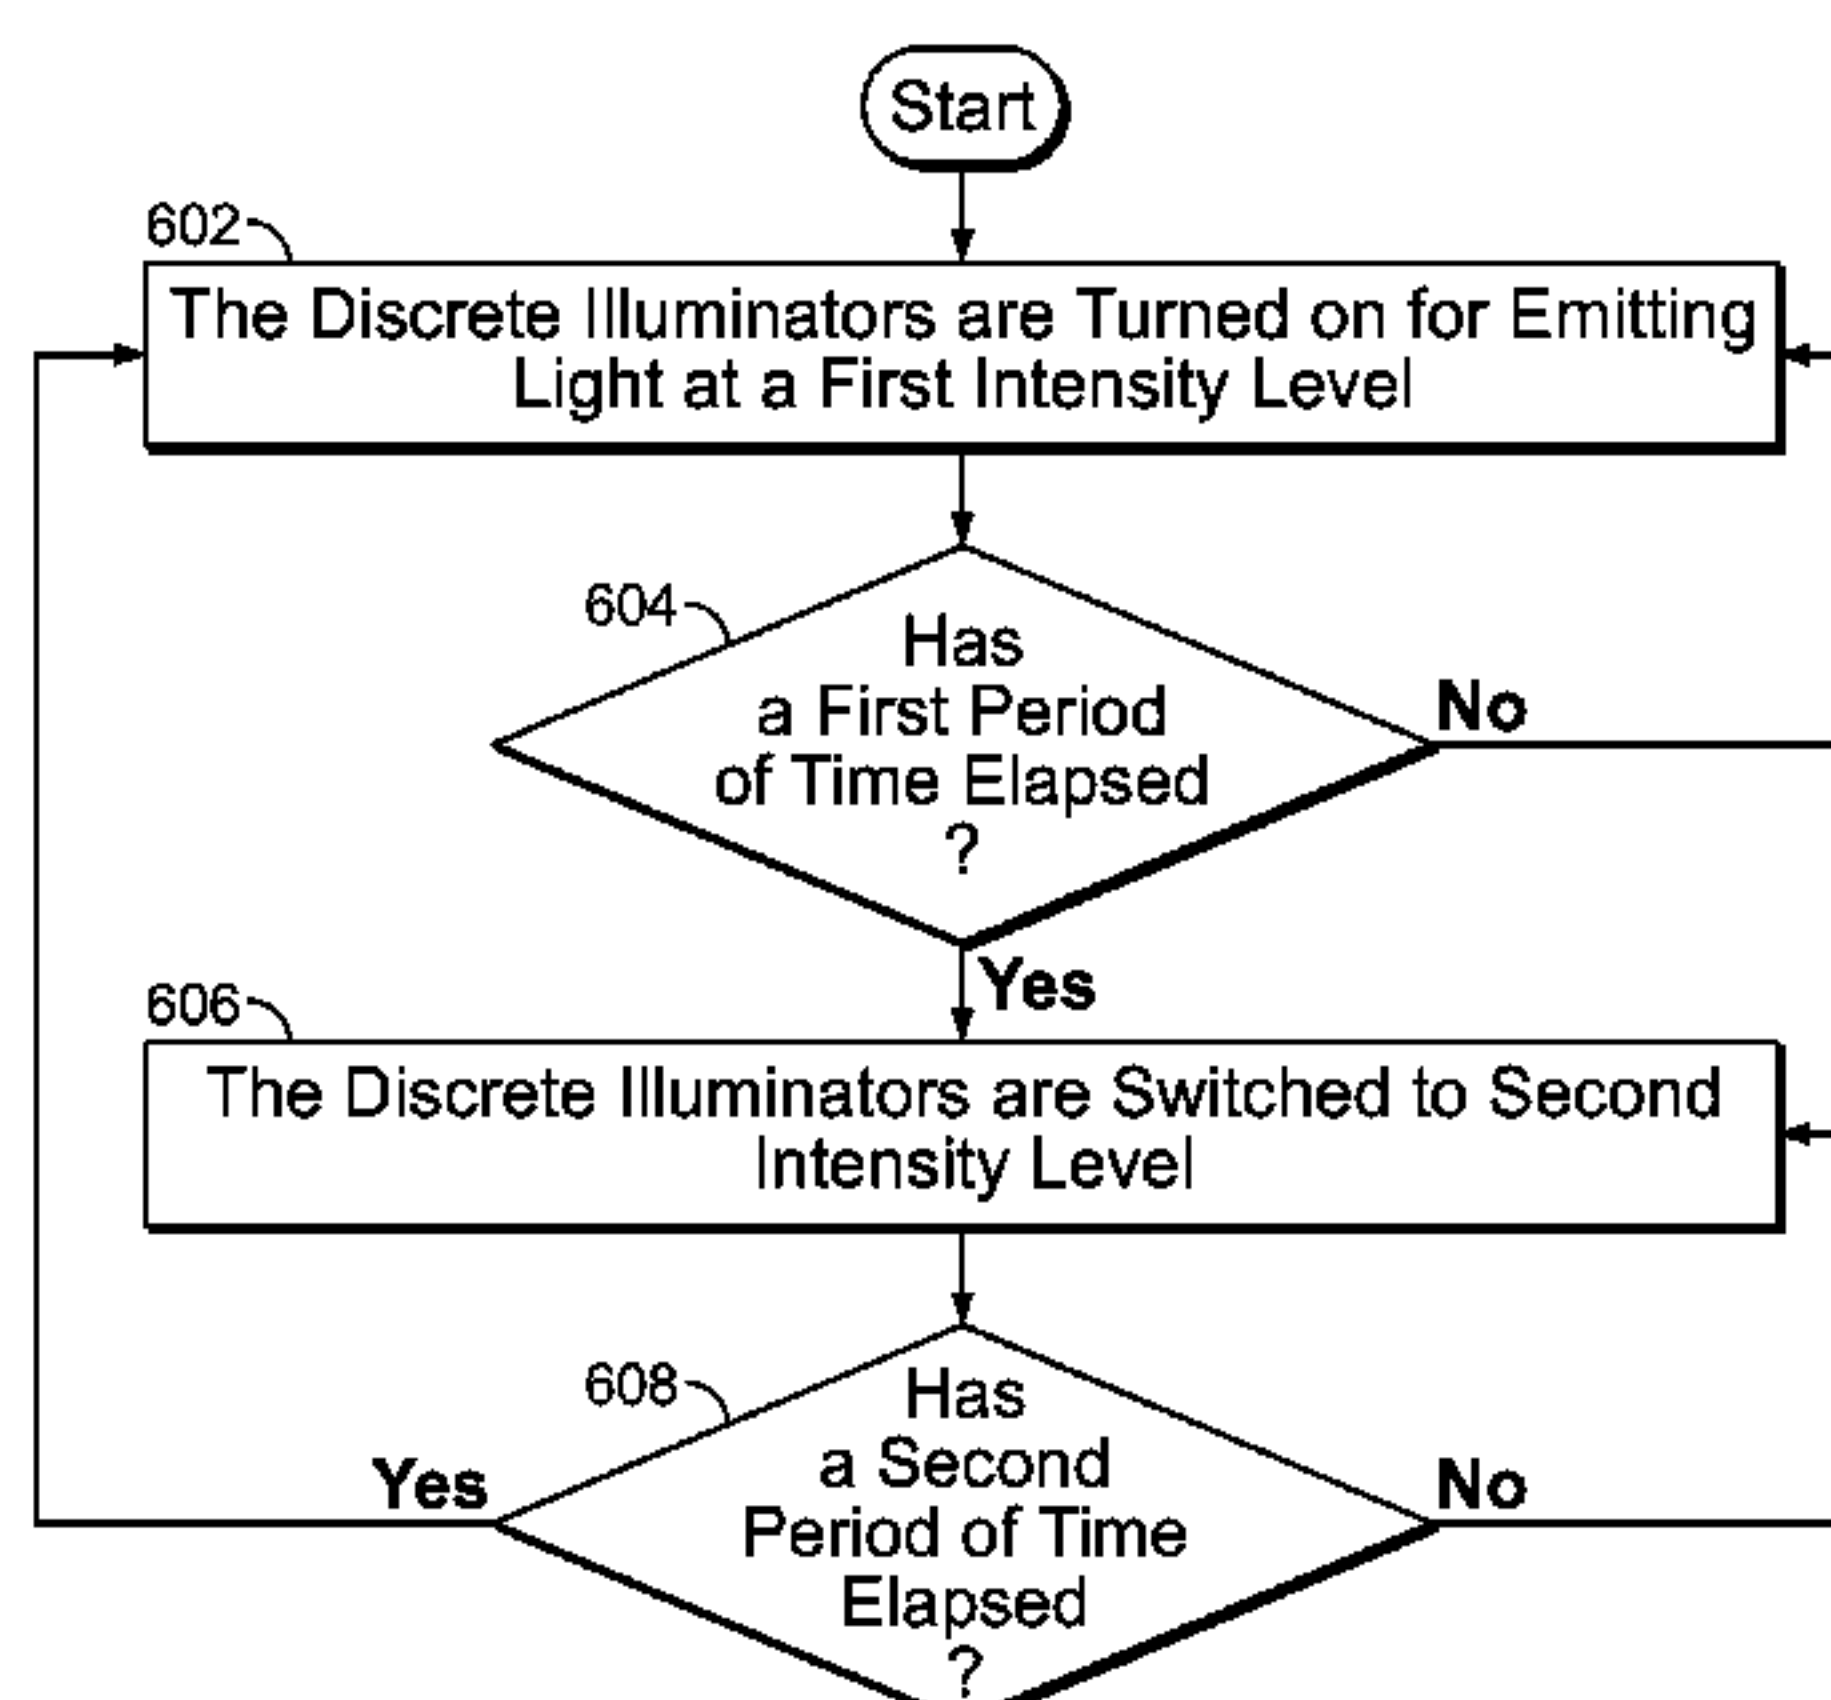 Start
602
The Discrete Illuminators are Turned on for Emitting
Light at a First Intensity Level
604
Has
a First Period
of Time Elapsed
?
No
Yes
606
The Discrete Illuminators are Switched to Second
Intensity Level
608
Has
a Second
Period of Time
Elapsed
?
Yes
No